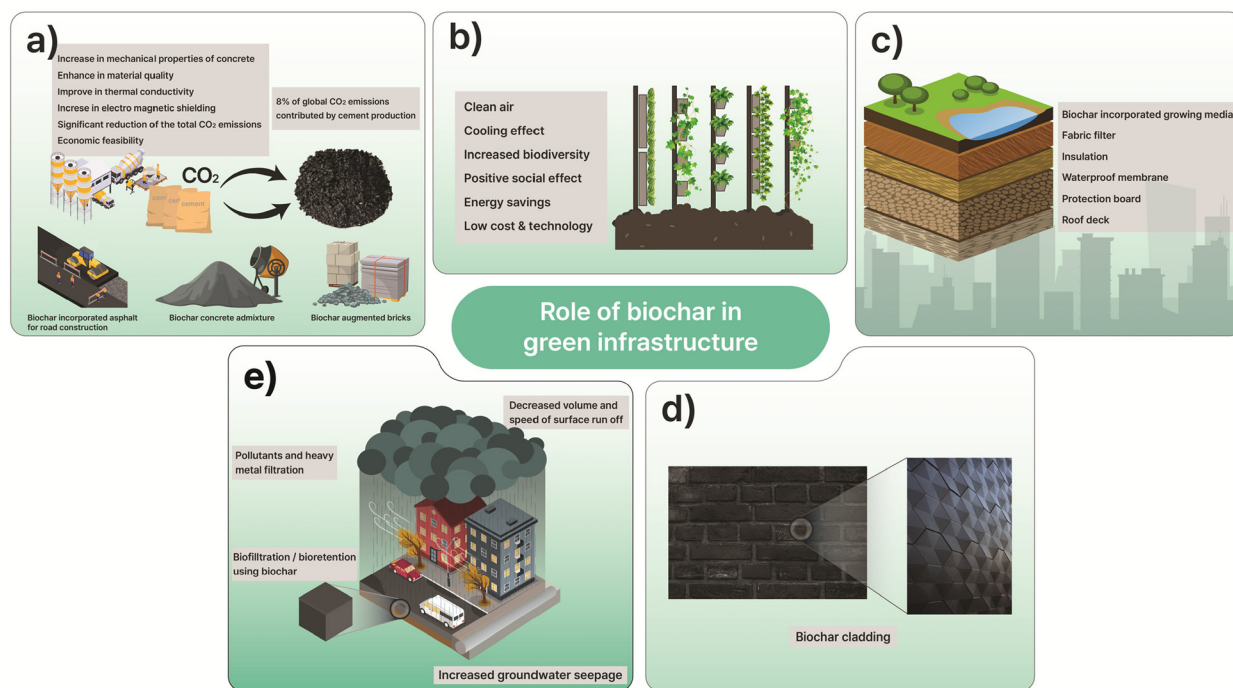 a)
Increase in mechanical properties of concrete
Enhance in material quality
Improve in thermal conductivity
Increse in electro magnetic shielding
Significant reduction of the total CO₂ emissions
Economic feasibility
8% of global CO₂ emissions
contributed by cement production
CO₂
cement
Biochar incorporated asphalt
for road construction
Biochar concrete admixture
Biochar augmented bricks
b)
Clean air
Cooling effect
Increased biodiversity
Positive social effect
Energy savings
Low cost & technology
c)
Biochar incorporated growing media
Fabric filter
Insulation
Waterproof membrane
Protection board
Roof deck
Role of biochar in
green infrastructure
e)
Decreased volume and
speed of surface run off
Pollutants and heavy
metal filtration
Biofiltration / bioretention
using biochar
Increased groundwater seepage
d)
Biochar cladding